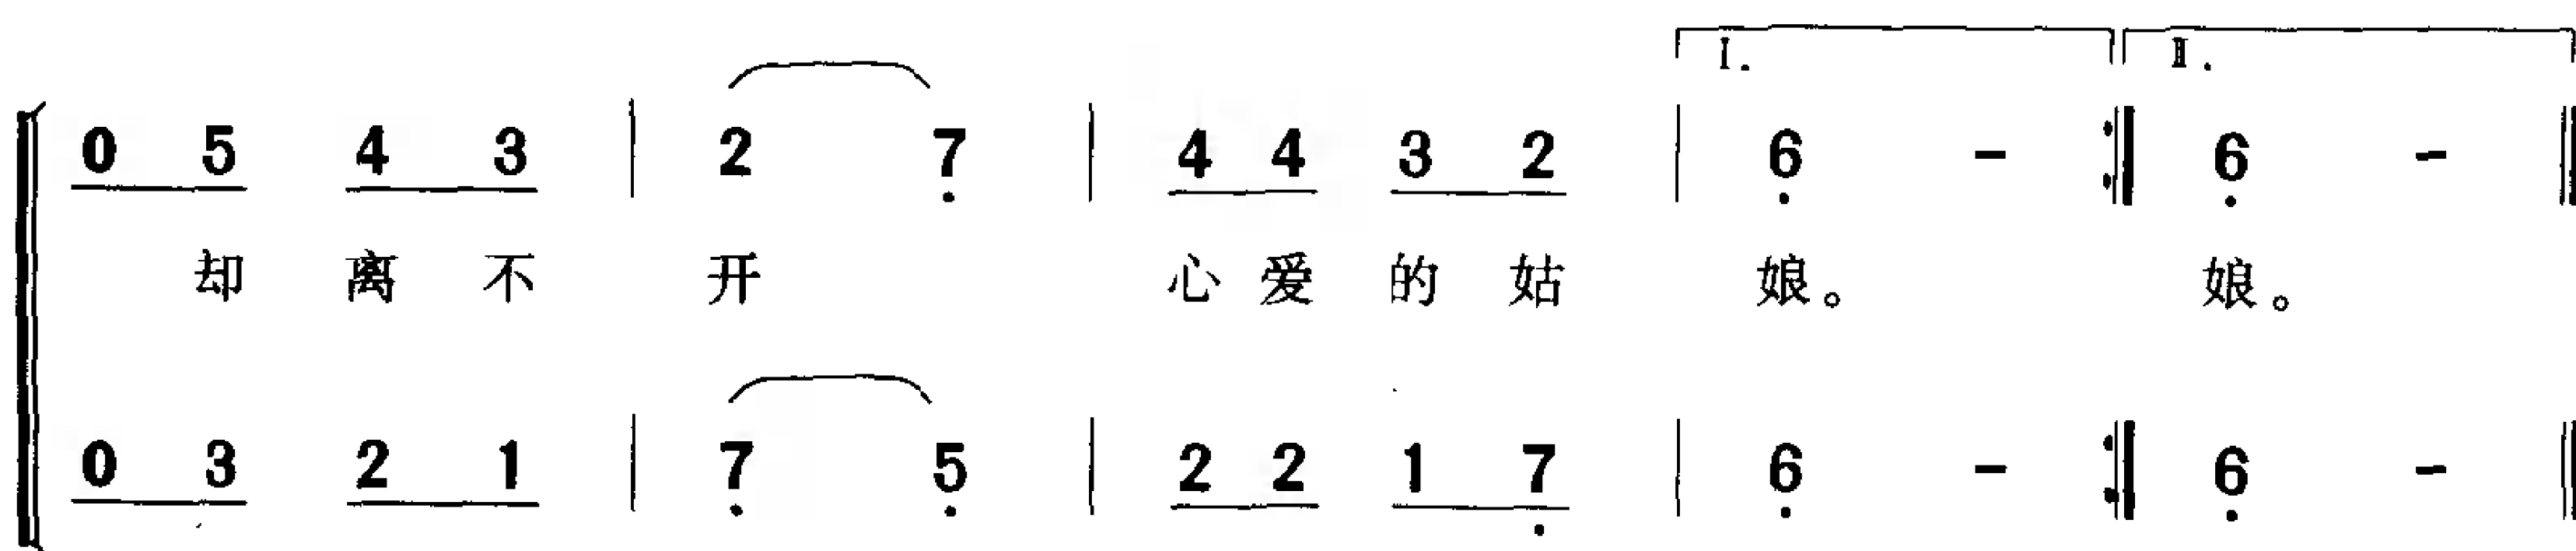 I. II.
0 5 4 3 | 2 7 | 4 4 3 2 | 6 - :‖ 6 - ‖
却 离 不 开 心 爱 的 姑 娘。 娘。
0 3 2 1 | 7 5 | 2 2 1 7 | 6 - :‖ 6 - ‖